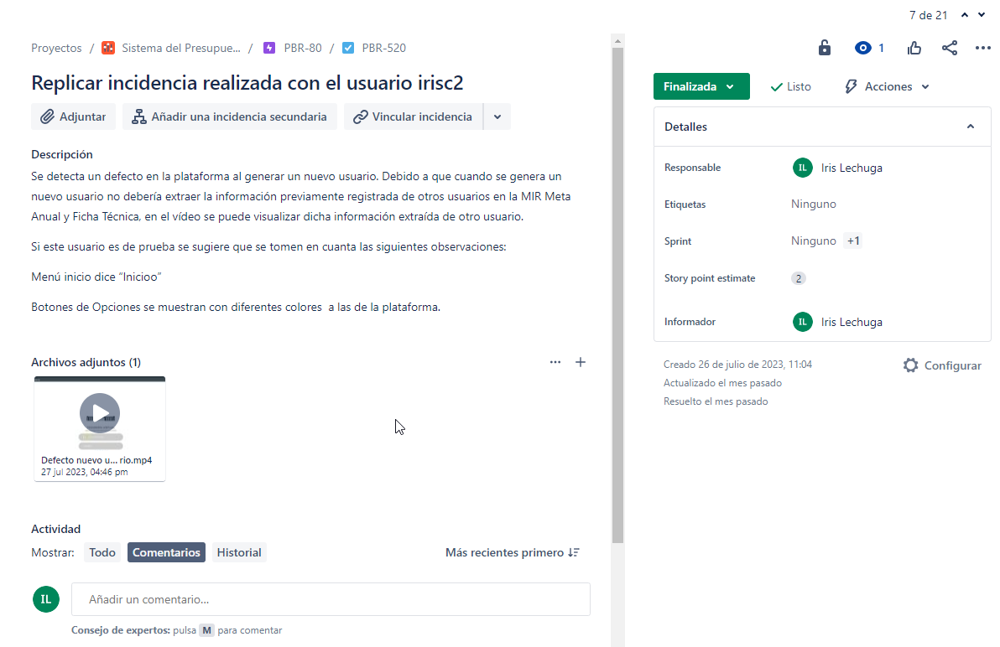 7 de 21
Proyectos / Sistema del Presupue... / PBR-80 / PBR-520
1
Replicar incidencia realizada con el usuario irisc2
Finalizada Listo Acciones
Adjuntar Añadir una incidencia secundaria Vincular incidencia
Descripción
Se detecta un defecto en la plataforma al generar un nuevo usuario. Debido a que cuando se genera un
nuevo usuario no debería extraer la información previamente registrada de otros usuarios en la MIR Meta
Anual y Ficha Técnica, en el vídeo se puede visualizar dicha información extraída de otro usuario.
Si este usuario es de prueba se sugiere que se tomen en cuanta las siguientes observaciones:
Menú inicio dice “Inicioo”
Botones de Opciones se muestran con diferentes colores a las de la plataforma.
Archivos adjuntos (1)
Defecto nuevo u... rio.mp4
27 jul 2023, 04:46 pm
Actividad
Mostrar: Todo Comentarios Historial Más recientes primero
IL Añadir un comentario...
Consejo de expertos: pulsa M para comentar
Detalles
Responsable IL Iris Lechuga
Etiquetas Ninguno
Sprint Ninguno +1
Story point estimate 2
Informador IL Iris Lechuga
Creado 26 de julio de 2023, 11:04
Actualizado el mes pasado
Resuelto el mes pasado
Configurar